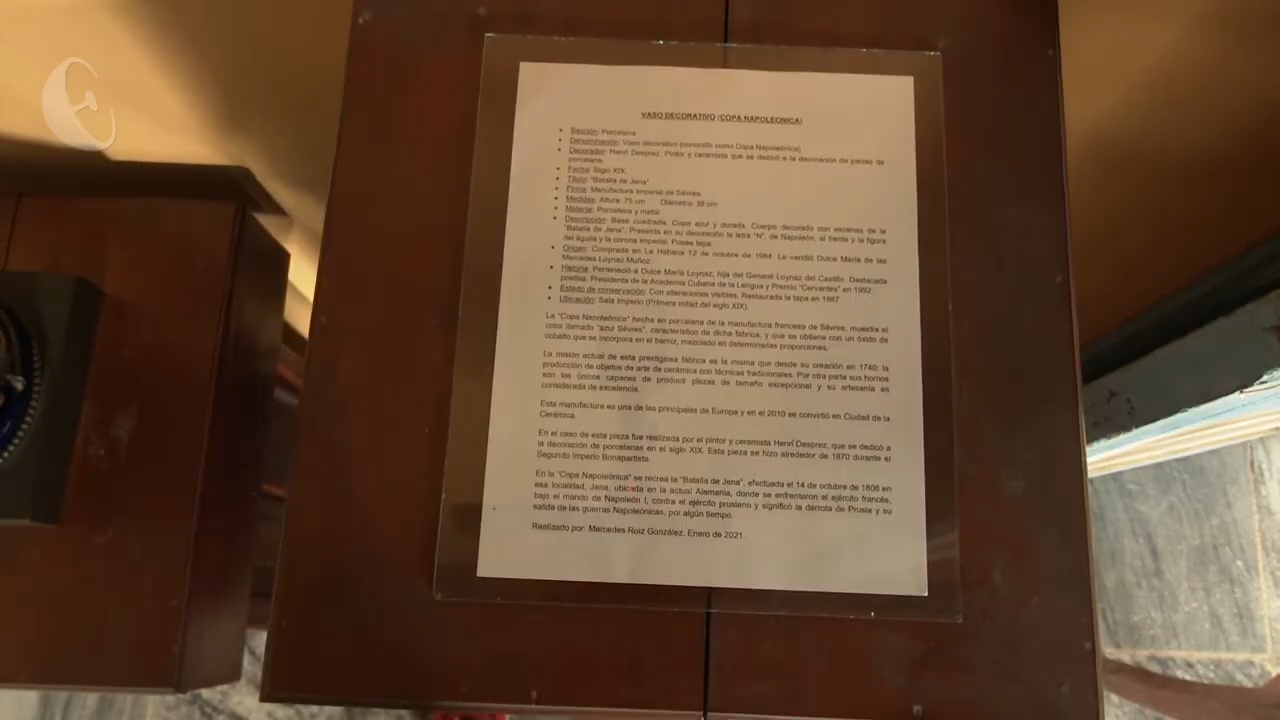 VASO DECORATIVO (COPA NAPOLEONICA)
• Sección: Porcelana
• Denominación: Vaso decorativo (conocido como Copa Napoleónica)
• Decorador: Henri Desprez. Pintor y ceramista que se dedicó a la decoración de piezas de
porcelana.
• Fecha: Siglo XIX.
• Título: "Batalla de Jena"
• Firma: Manufactura Imperial de Sévres.
• Medidas: Altura: 75 cm Diámetro: 38 cm
• Material: Porcelana y metal
• Descripción: Base cuadrada. Copa azul y dorada. Cuerpo decorado con escenas de la
"Batalla de Jena". Presenta en su decoración la letra "N", de Napoleón, al frente y la figura
del águila y la corona imperial. Posee tapa.
• Origen: Comprada en La Habana 12 de octubre de 1984. La vendió Dulce María de las
Mercedes Loynaz Muñoz.
• Historia: Perteneció a Dulce María Loynaz, hija del General Loynaz del Castillo. Destacada
poetisa. Presidenta de la Academia Cubana de la Lengua y Premio "Cervantes" en 1992.
• Estado de conservación: Con alteraciones visibles. Restaurada la tapa en 1987.
• Ubicación: Sala Imperio (Primera mitad del siglo XIX).
La "Copa Napoleónica" hecha en porcelana de la manufactura francesa de Sévres, muestra el
color llamado "azul Sévres", característico de dicha fábrica, y que se obtiene con un óxido de
cobalto que se incorpora en el barniz, mezclado en determinadas proporciones.
La misión actual de esta prestigiosa fábrica es la misma que desde su creación en 1740: la
producción de objetos de arte de cerámica con técnicas tradicionales. Por otra parte sus hornos
son los únicos capaces de producir piezas de tamaño excepcional y su artesanía es
considerada de excelencia.
Esta manufactura es una de las principales de Europa y en el 2010 se convirtió en Ciudad de la
Cerámica.
En el caso de esta pieza fue realizada por el pintor y ceramista Henri Desprez, que se dedicó a
la decoración de porcelanas en el siglo XIX. Esta pieza se hizo alrededor de 1870 durante el
Segundo Imperio Bonapartista.
En la "Copa Napoleónica" se recrea la "Batalla de Jena", efectuada el 14 de octubre de 1806 en
esa localidad, Jena, ubicada en la actual Alemania, donde se enfrentaron el ejército francés,
bajo el mando de Napoleón I, contra el ejército prusiano y significó la derrota de Prusia y su
salida de las guerras Napoleónicas, por algún tiempo.
Realizado por: Mercedes Roiz González. Enero de 2021.